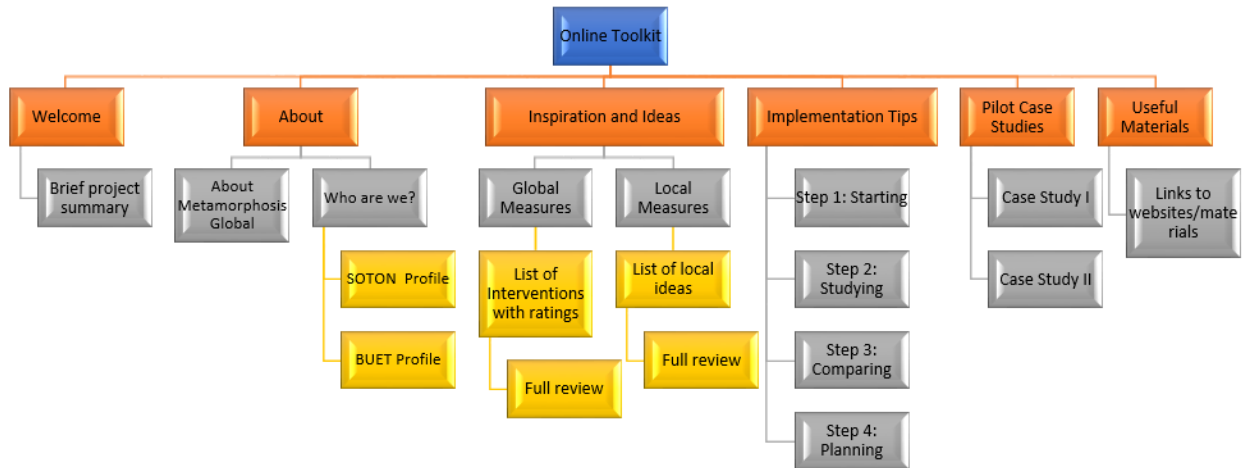 Online Toolkit
Welcome
About
Inspiration and Ideas
Implementation Tips
Pilot Case
Studies
Useful
Materials
Brief project
summary
About
Metamorphosis
Global
Who are we?
Global
Measures
Local
Measures
Step 1: Starting
Case Study I
Links to
websites/mate
rials
SOTON Profile
List of
Interventions
with ratings
List of local
ideas
Step 2:
Studying
Case Study II
BUET Profile
Full review
Full review
Step 3:
Comparing
Step 4:
Planning